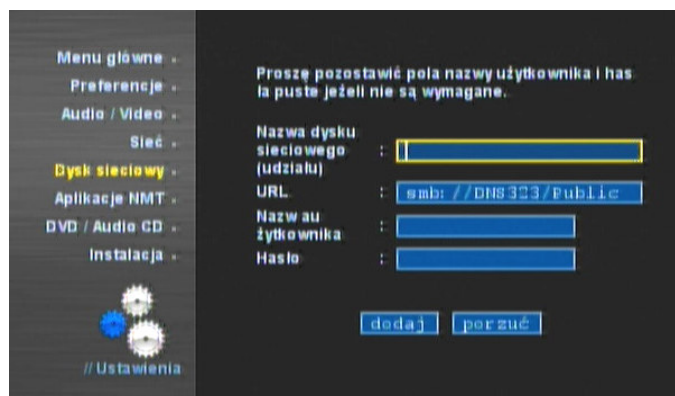 Menu główne
Preferencje
Audio / Video
Sieć
Dysk sieciowy
Aplikacje NMT
DVD / Audio CD
Instalacja
// Ustawienia
Proszę pozostawić pola nazwy użytkownika i has
ła puste jeżeli nie są wymagane.
Nazwa dysku
sieciowego :
(udziału)
URL : smb: //DNS323/Public
Nazw au
żytkownika :
Hasło :
dodaj porzuć